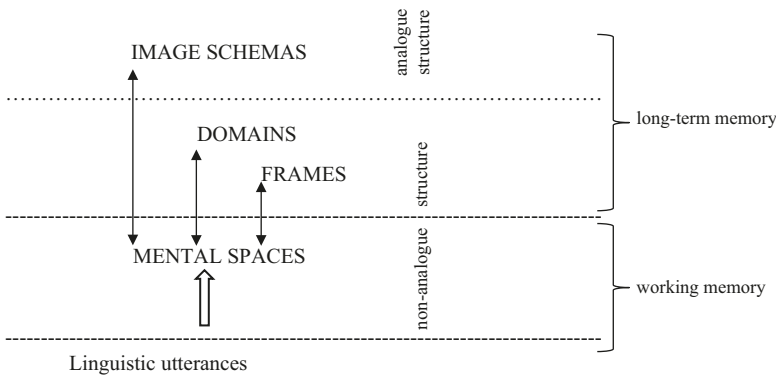 IMAGE SCHEMAS
analogue
structure
long-term memory
DOMAINS
FRAMES
structure
MENTAL SPACES
non-analogue
working memory
Linguistic utterances